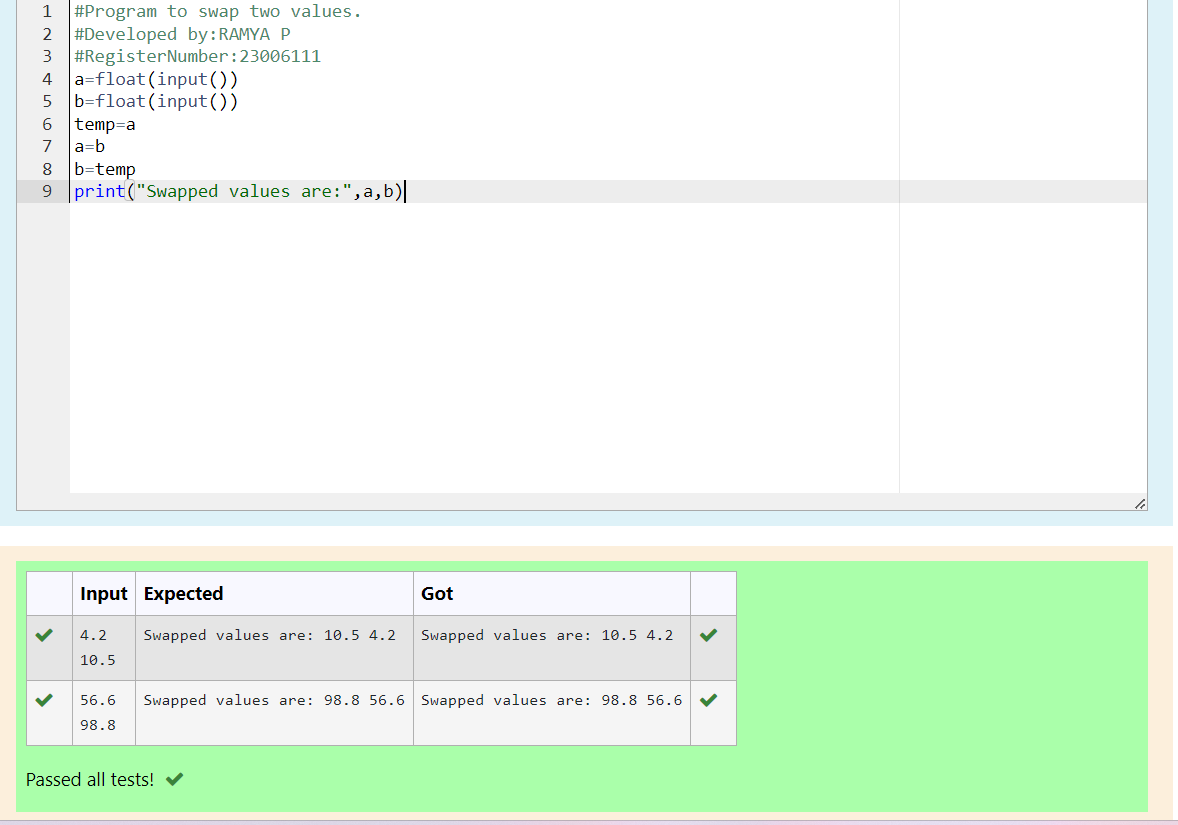 1 #Program to swap two values.
2 #Developed by:RAMYA P
3 #RegisterNumber:23006111
4 a=float(input())
5 b=float(input())
6 temp=a
7 a=b
8 b=temp
9 print("Swapped values are:",a,b)
Input Expected Got
4.2 Swapped values are: 10.5 4.2 Swapped values are: 10.5 4.2
10.5
56.6 Swapped values are: 98.8 56.6 Swapped values are: 98.8 56.6
98.8
Passed all tests!